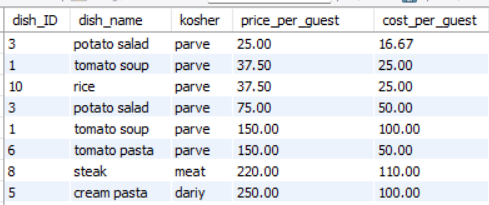 dish_ID dish_name kosher price_per_guest cost_per_guest
3 potato salad parve 25.00 16.67
1 tomato soup parve 37.50 25.00
10 rice parve 37.50 25.00
3 potato salad parve 75.00 50.00
1 tomato soup parve 150.00 100.00
6 tomato pasta parve 150.00 50.00
8 steak meat 220.00 110.00
5 cream pasta dariy 250.00 100.00